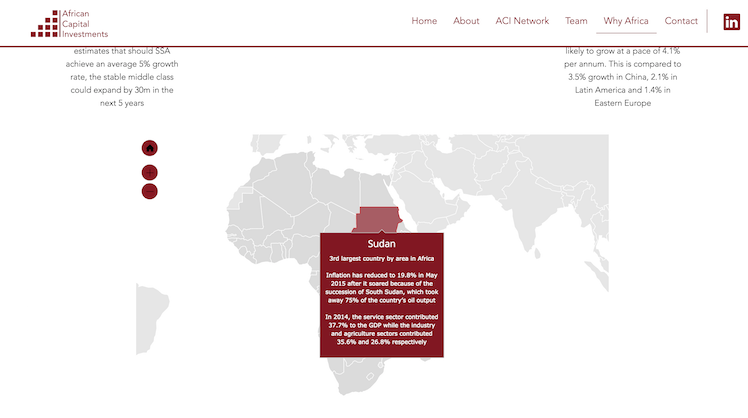 African
Capital
Investments
Home About ACI Network Team Why Africa Contact
in
estimates that should SSA
achieve an average 5% growth
rate, the stable middle class
could expand by 30m in the
next 5 years
likely to grow at a pace of 4.1%
per annum. This is compared to
3.5% growth in China, 2.1% in
Latin America and 1.4% in
Eastern Europe
Sudan
3rd largest country by area in Africa
Inflation has reduced to 19.8% in May
2015 after it soared because of the
succession of South Sudan, which took
away 75% of the country's oil output
In 2014, the service sector contributed
37.7% to the GDP while the industry
and agriculture sectors contributed
35.6% and 26.8% respectively